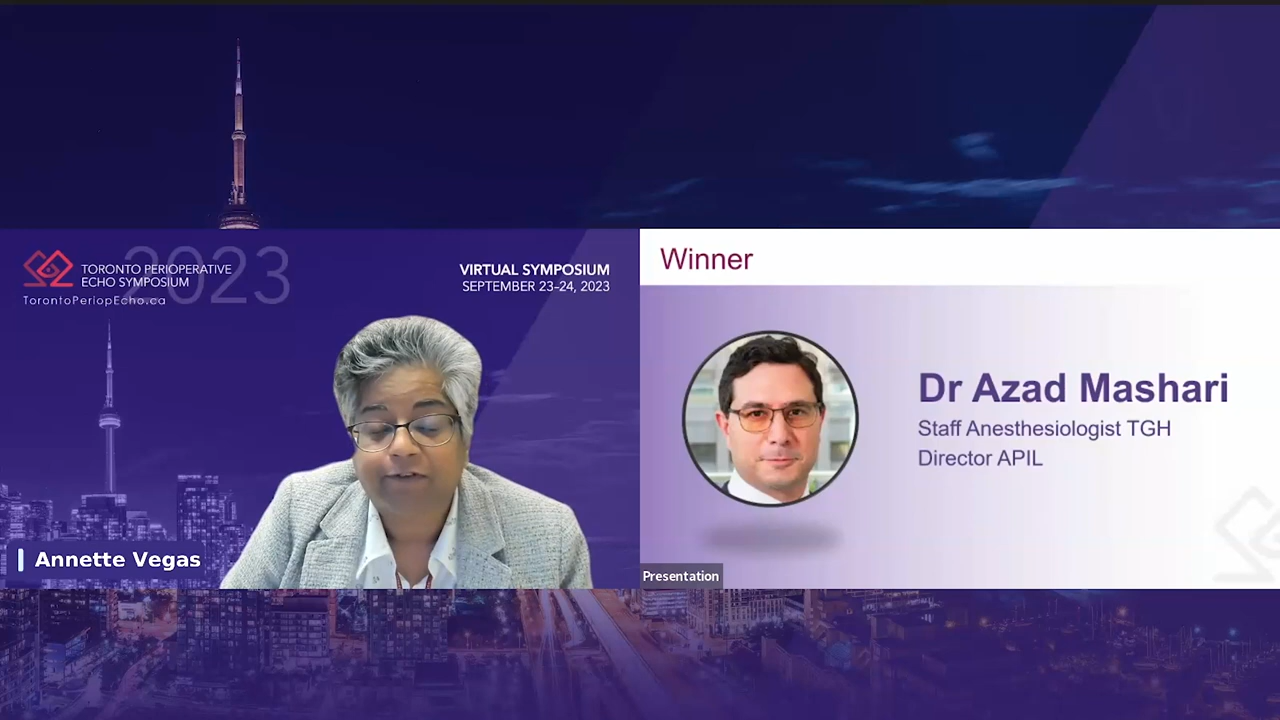 2023
TORONTO PERIOPERATIVE
ECHO SYMPOSIUM
TorontoPeriopEcho.ca
VIRTUAL SYMPOSIUM
SEPTEMBER 23-24, 2023
Annette Vegas
Winner
Dr Azad Mashari
Staff Anesthesiologist TGH
Director APIL
Presentation